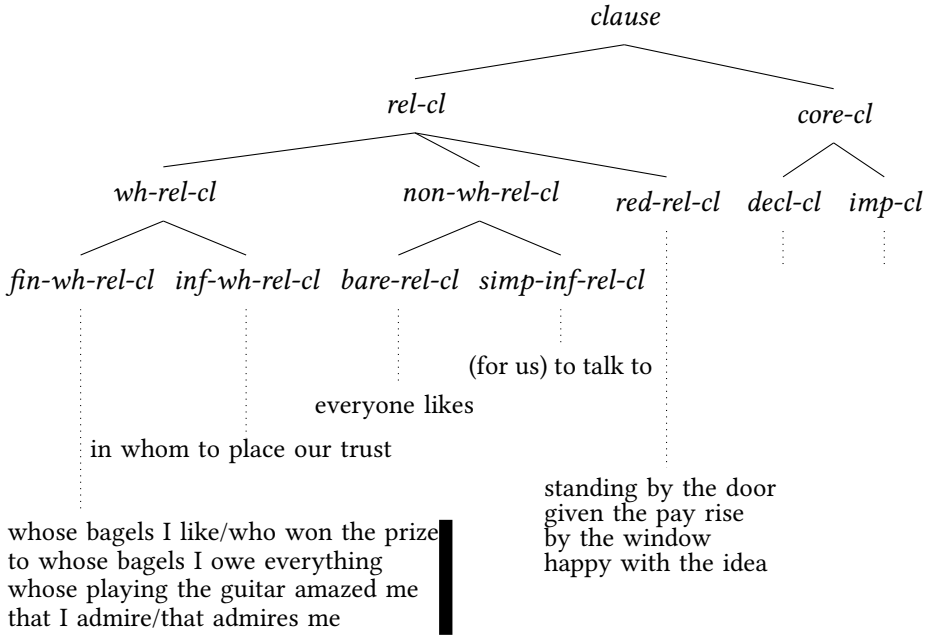 clause
rel-cl
core-cl
wh-rel-cl non-wh-rel-cl red-rel-cl decl-cl imp-cl
fin-wh-rel-cl inf-wh-rel-cl bare-rel-cl simp-inf-rel-cl
(for us) to talk to
everyone likes
in whom to place our trust
standing by the door
given the pay rise
by the window
happy with the idea
whose bagels I like/who won the prize
to whose bagels I owe everything
whose playing the guitar amazed me
that I admire/that admires me